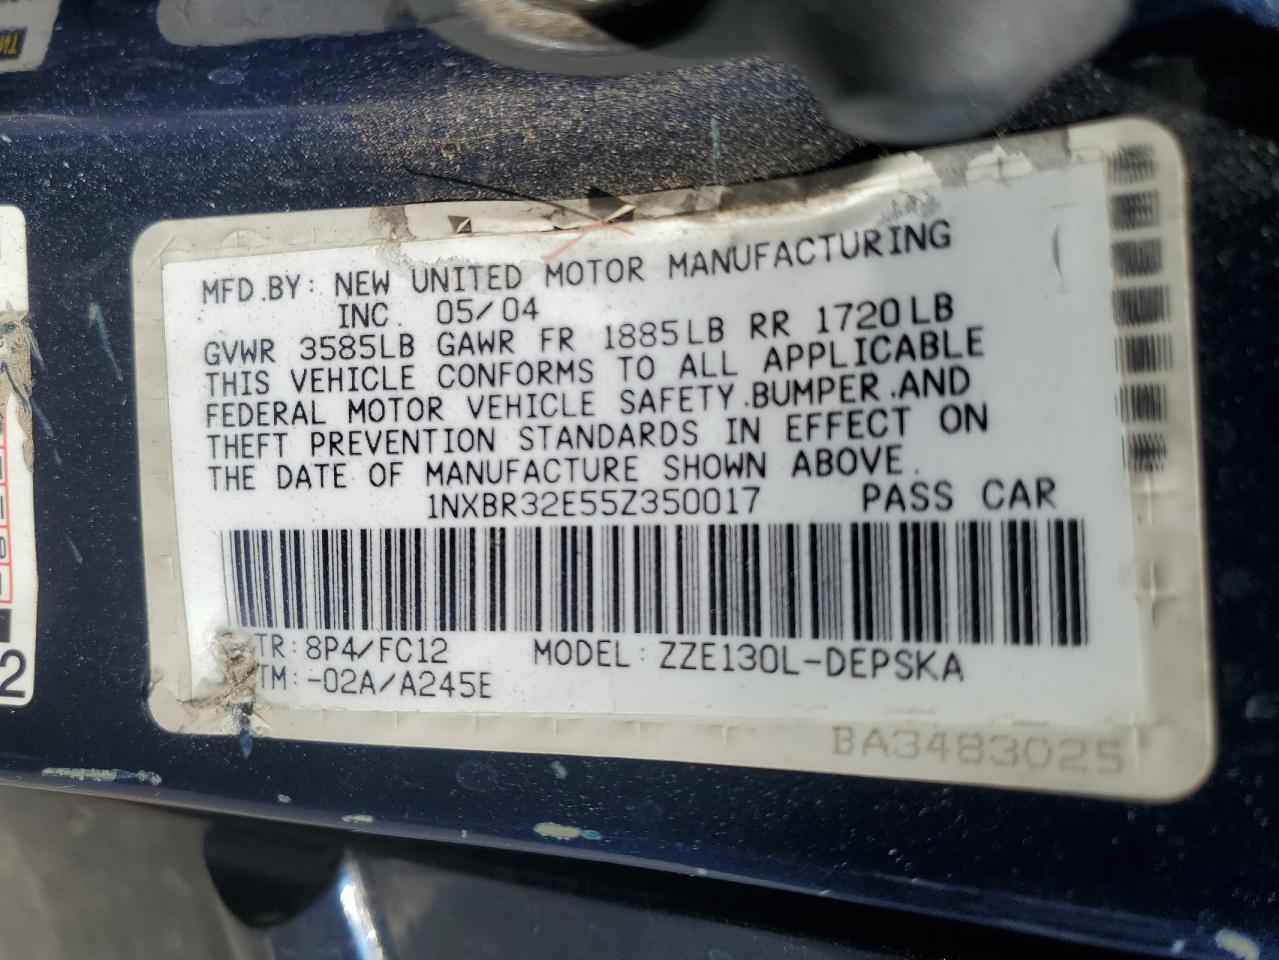 MFD.BY: NEW UNITED MOTOR MANUFACTURING
INC. 05/04
GVWR 3585LB GAWR FR 1885LB RR 1720LB
THIS VEHICLE CONFORMS TO ALL APPLICABLE
FEDERAL MOTOR VEHICLE SAFETY.BUMPER.AND
THEFT PREVENTION STANDARDS IN EFFECT ON
THE DATE OF MANUFACTURE SHOWN ABOVE.
1NXBR32E55Z350017 PASS CAR
TR: 8P4/FC12 MODEL: ZZE130L-DEPSKA
TM: -02A/A245E
BA3483025
2